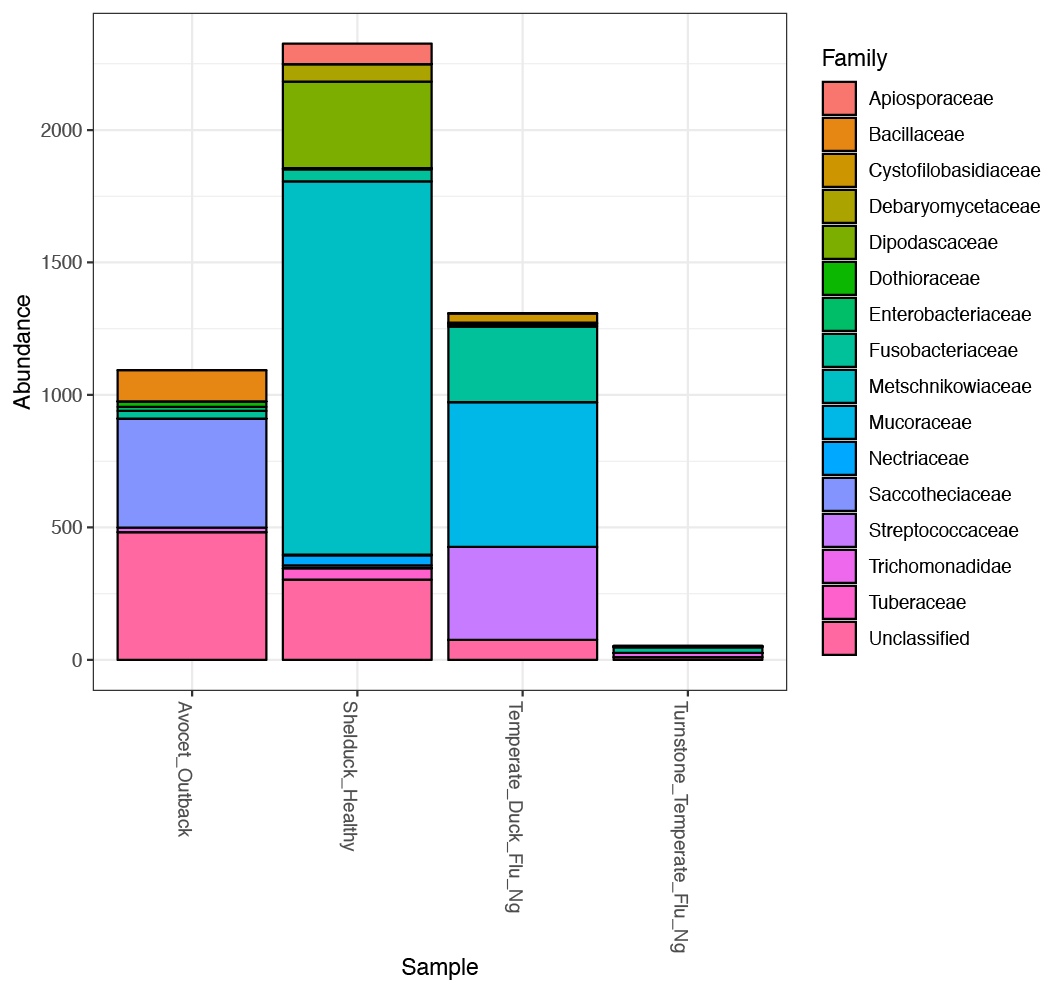 Abundance
2000
1500
1000
500
0
Avocet_Outback
Shelduck_Healthy
Temperate_Duck_Flu_Ng
Turnstone_Temperate_Flu_Ng
Sample
Family
Apiosporaceae
Bacillaceae
Cystofilobasidiaceae
Debaryomycetaceae
Dipodascaceae
Dothioraceae
Enterobacteriaceae
Fusobacteriaceae
Metschnikowiaceae
Mucoraceae
Nectriaceae
Saccotheciaceae
Streptococcaceae
Trichomonadidae
Tuberaceae
Unclassified